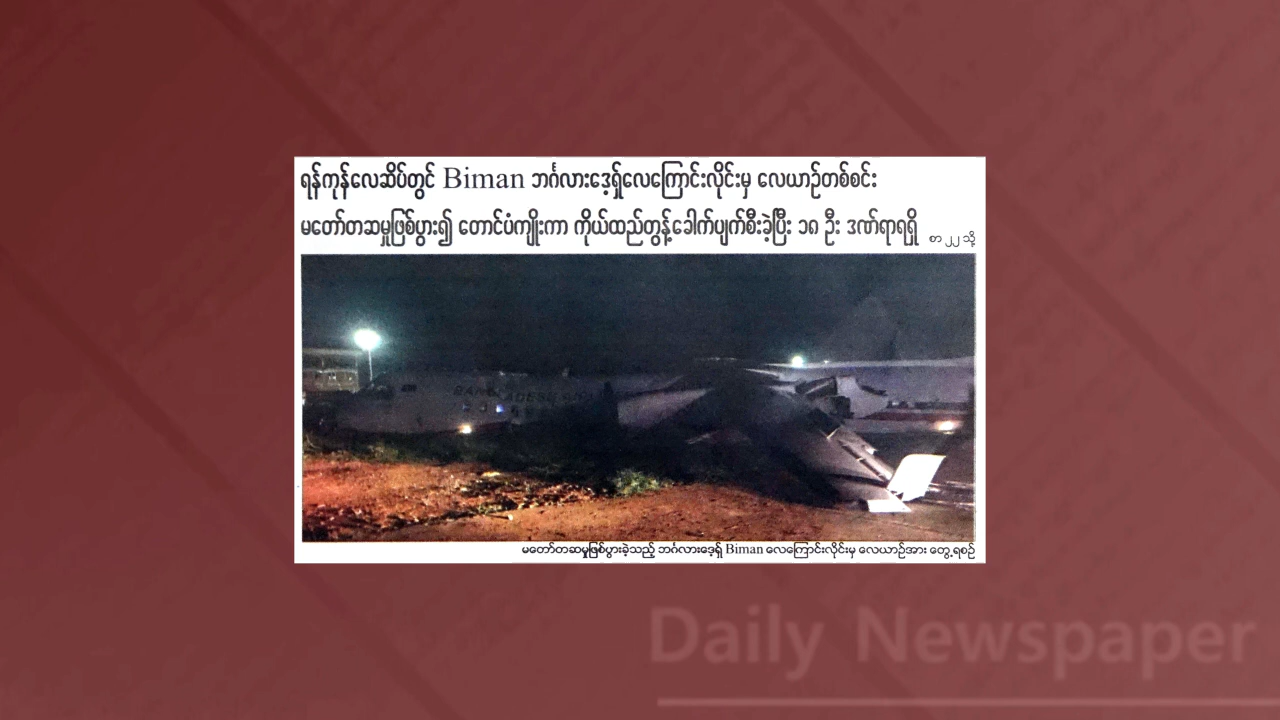 ရန်ကုန်လေဆိပ်တွင် Biman ဘင်္ဂလားဒေ့ရှ်လေကြောင်းလိုင်းမှ လေယာဉ်တစ်စင်း
မတော်တဆမှုဖြစ်ပွား၍ တောင်ပံကျိုးကာ ကိုယ်ထည်တွန့်ခေါက်ပျက်စီးခဲ့ပြီး ၁၈ ဦး ဒဏ်ရာရရှိ စာ ၂၂ သို့
BANGLADESH
မတော်တဆမှုဖြစ်ပွားခဲ့သည့် ဘင်္ဂလားဒေ့ရှ် Biman လေကြောင်းလိုင်းမှ လေယာဉ်အား တွေ့ရစဉ်
Daily Newspaper